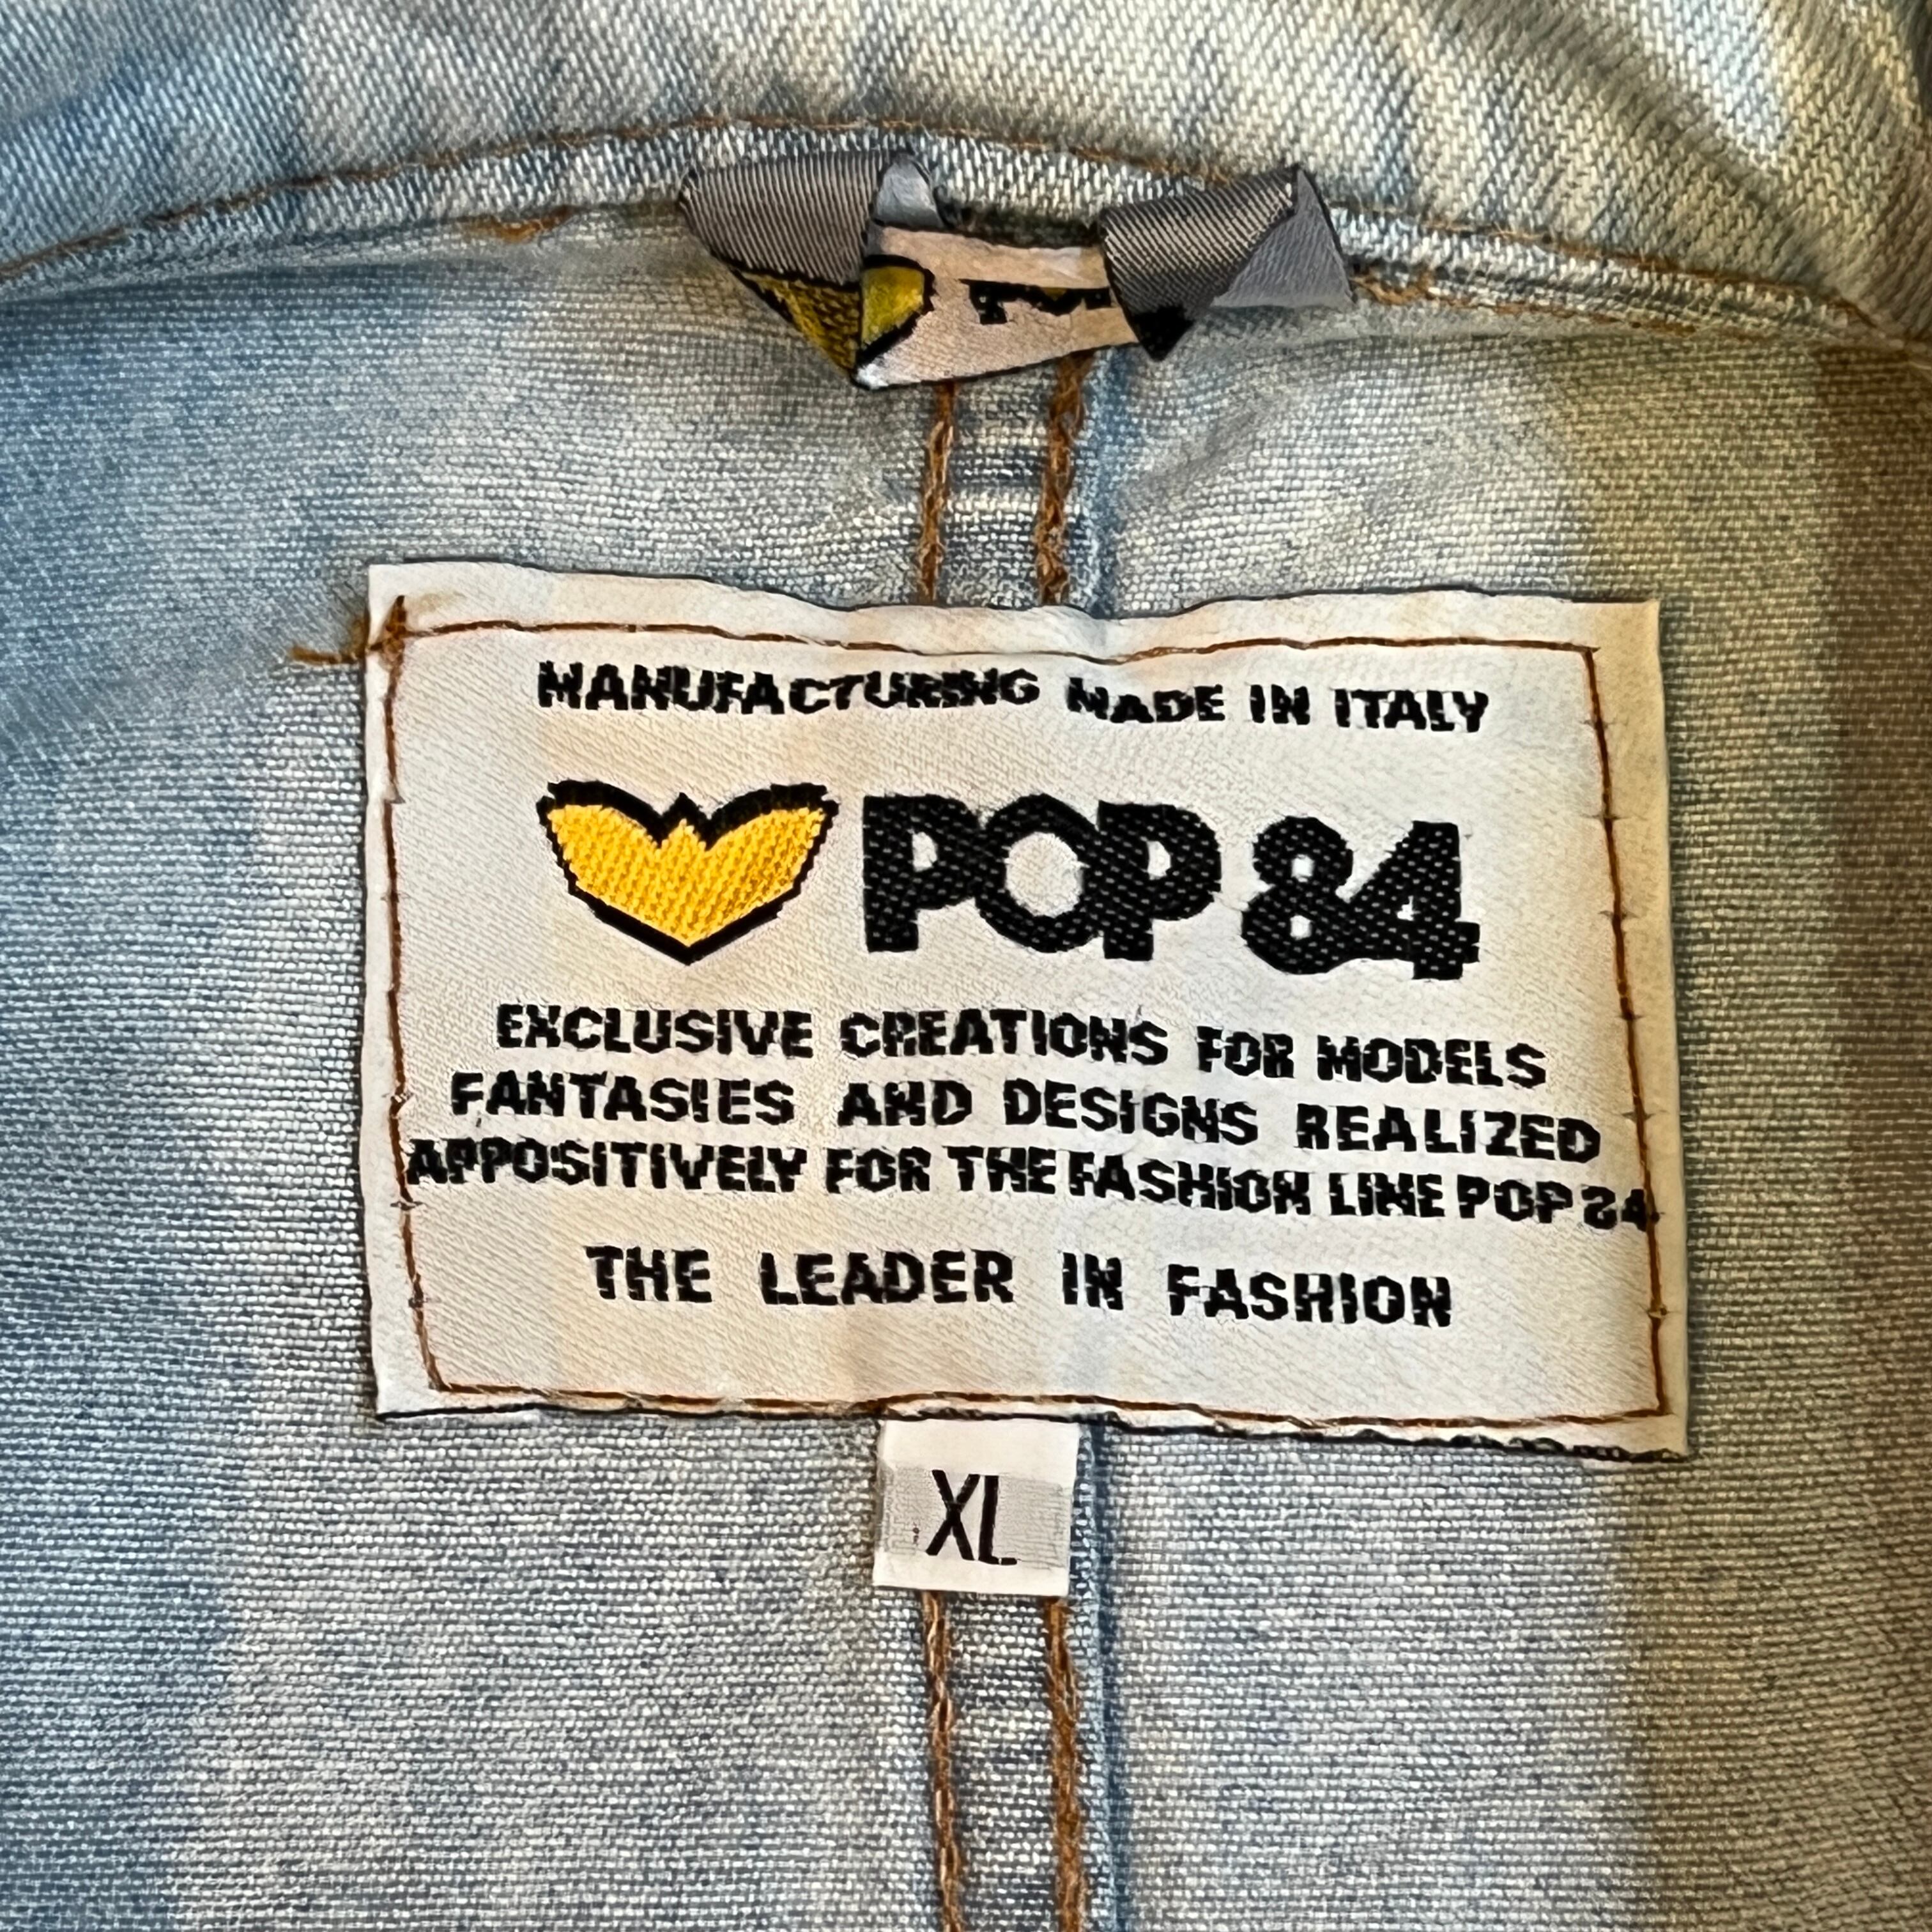 MANUFACTURING MADE IN ITALY
POP 84
EXCLUSIVE CREATIONS FOR MODELS
FANTASIES AND DESIGNS REALIZED
APPOSITIVELY FOR THE FASHION LINE POP 84
THE LEADER IN FASHION
XL